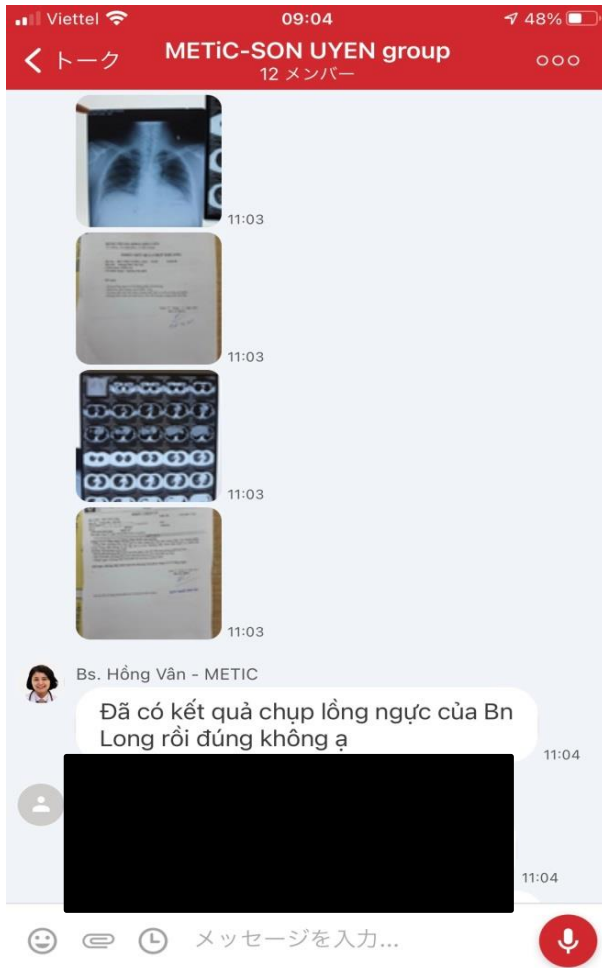 Viettel 09:04 48%
トーク METiC-SON UYEN group ooo
12 メンバー
11:03
11:03
11:03
11:03
Bs. Hồng Vân - METIC
Đã có kết quả chụp lồng ngực của Bn
Long rồi đúng không ạ
11:04
11:04
メッセージを入力...